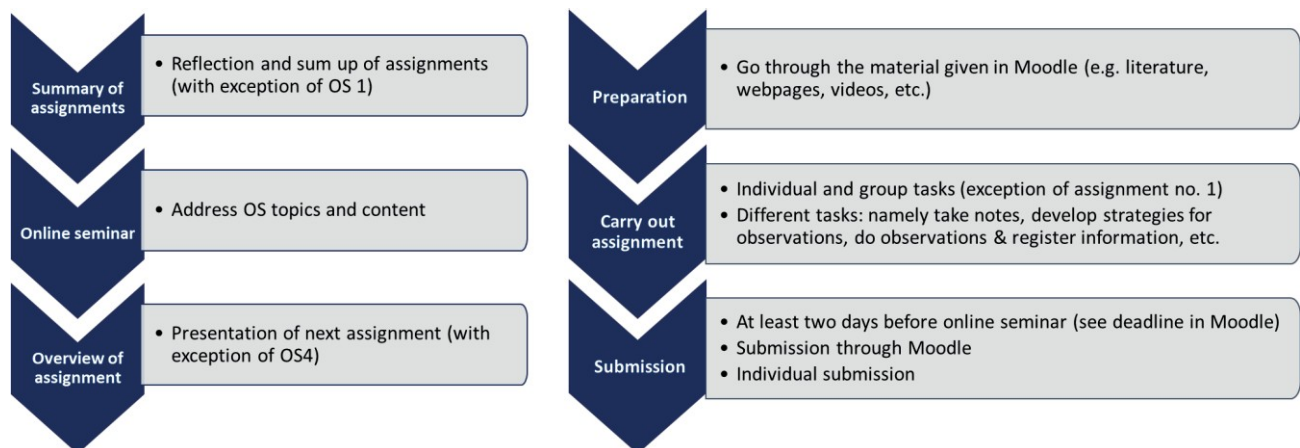 Summary of
assignments
• Reflection and sum up of assignments
(with exception of OS 1)
Online seminar
• Address OS topics and content
Overview of
assignment
• Presentation of next assignment (with
exception of OS4)
Preparation
• Go through the material given in Moodle (e.g. literature,
webpages, videos, etc.)
Carry out
assignment
• Individual and group tasks (exception of assignment no. 1)
• Different tasks: namely take notes, develop strategies for
observations, do observations & register information, etc.
Submission
• At least two days before online seminar (see deadline in Moodle)
• Submission through Moodle
• Individual submission